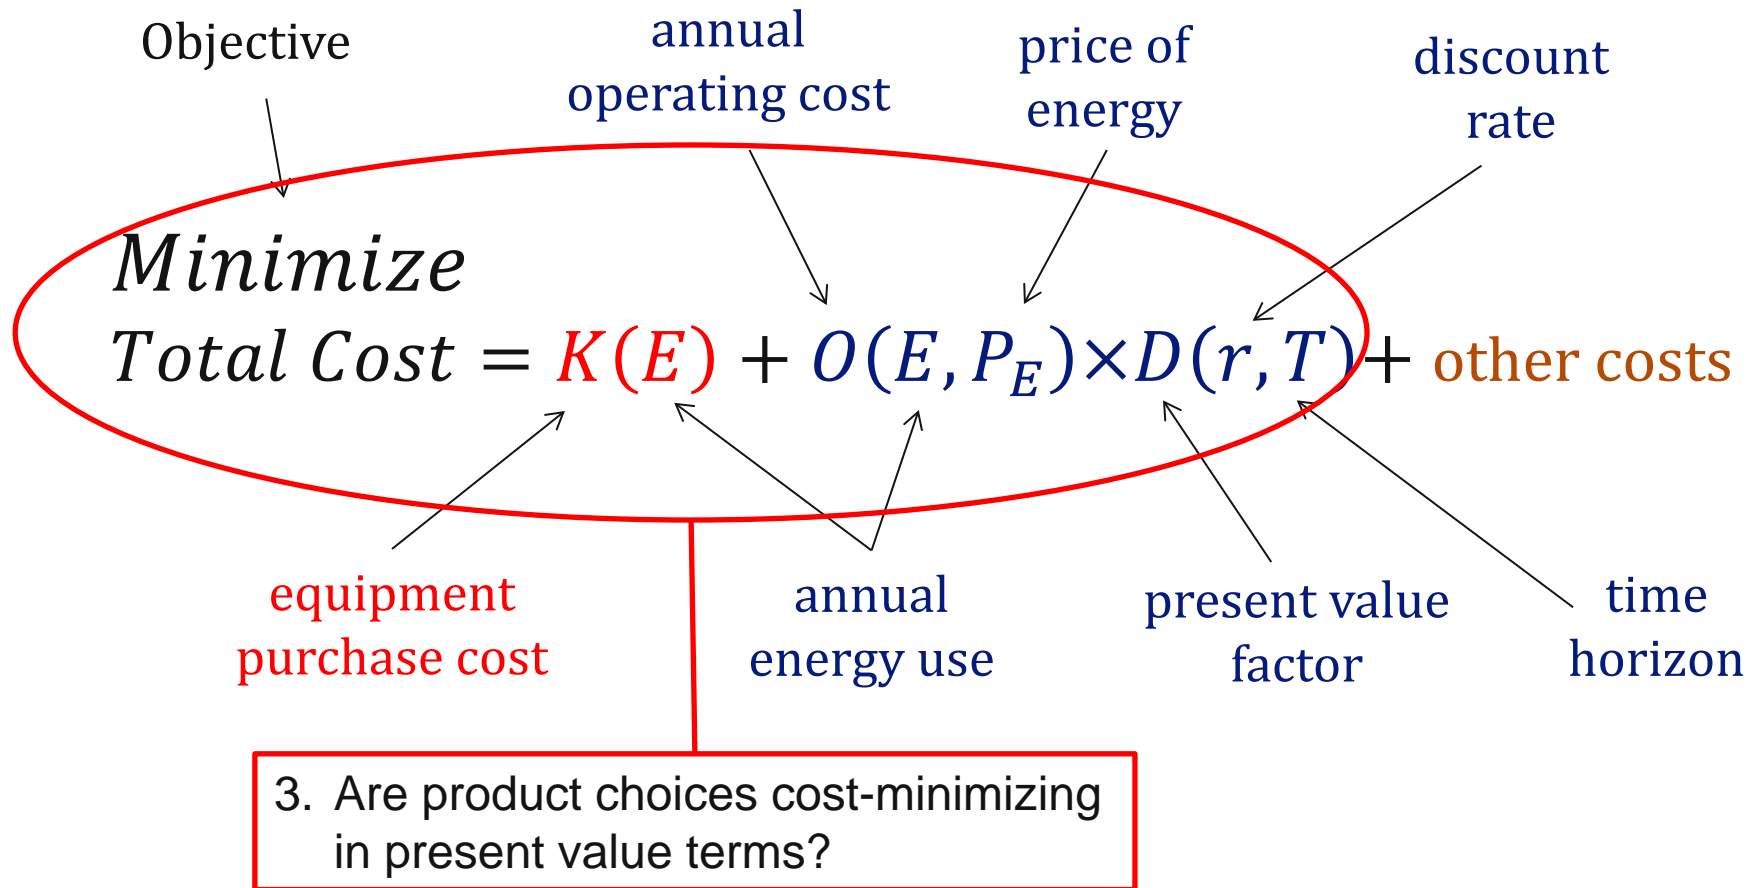 Objective
annual
operating cost
price of
energy
discount
rate
Minimize
Total Cost = K(E) + O(E, P_E)×D(r, T)+ other costs
equipment
purchase cost
annual
energy use
present value
factor
time
horizon
3. Are product choices cost-minimizing
in present value terms?